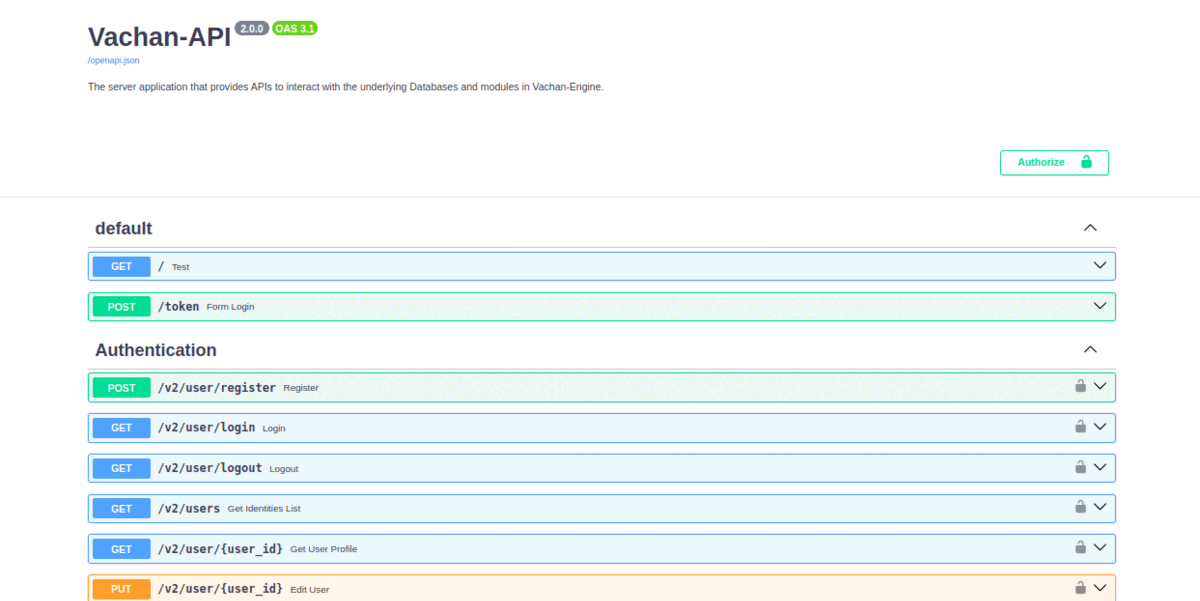 Vachan-API 2.0.0 OAS 3.1
/openapi.json
The server application that provides APIs to interact with the underlying Databases and modules in Vachan-Engine.
Authorize
default
GET / Test
POST /token Form Login
Authentication
POST /v2/user/register Register
GET /v2/user/login Login
GET /v2/user/logout Logout
GET /v2/users Get Identities List
GET /v2/user/{user_id} Get User Profile
PUT /v2/user/{user_id} Edit User